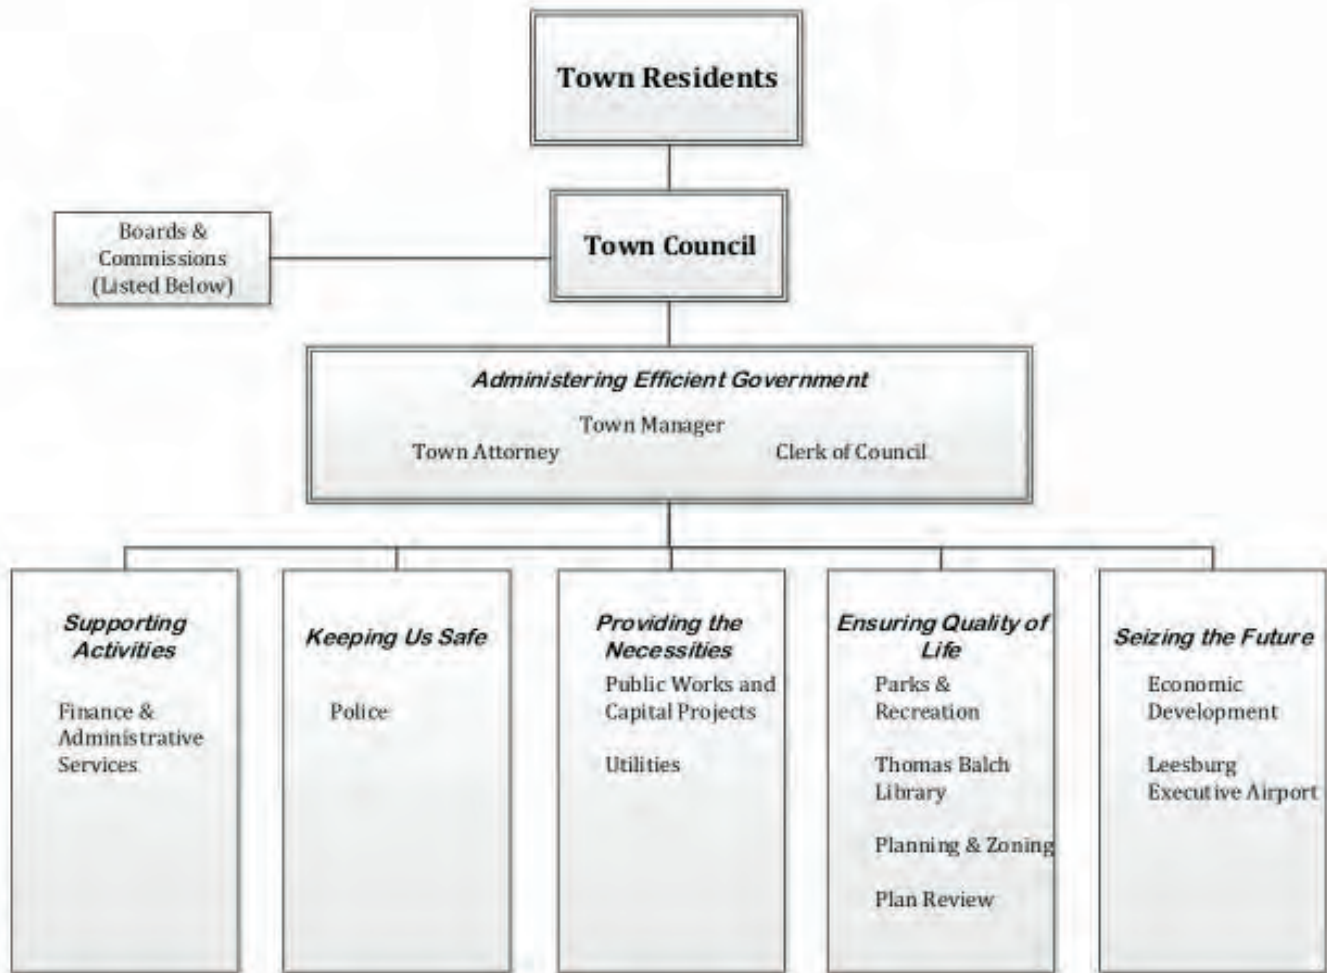 Town Residents
Boards &
Commissions
(Listed Below)
Town Council
Administering Efficient Government
Town Manager
Town Attorney
Clerk of Council
Supporting
Activities
Finance &
Administrative
Services
Keeping Us Safe
Police
Providing the
Necessities
Public Works and
Capital Projects
Utilities
Ensuring Quality of
Life
Parks &
Recreation
Thomas Balch
Library
Planning & Zoning
Plan Review
Seizing the Future
Economic
Development
Leesburg
Executive Airport